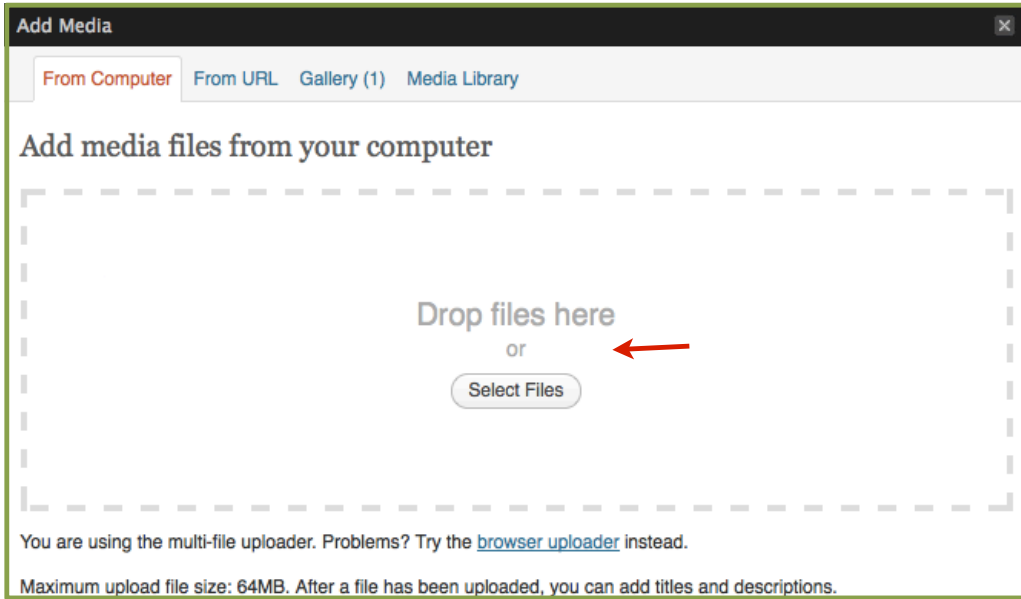 Add Media
From Computer From URL Gallery (1) Media Library
Add media files from your computer
Drop files here
or
Select Files
You are using the multi-file uploader. Problems? Try the browser uploader instead.
Maximum upload file size: 64MB. After a file has been uploaded, you can add titles and descriptions.